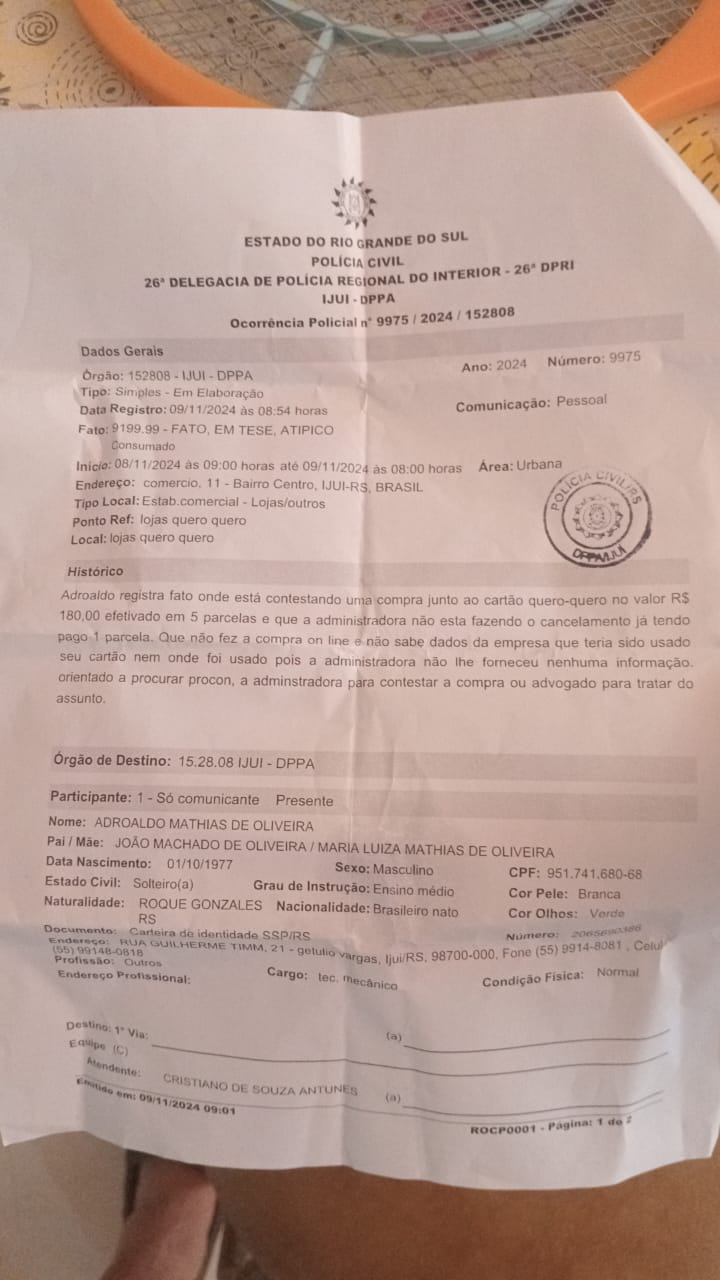 ESTADO DO RIO GRANDE DO SUL
POLÍCIA CIVIL
26ª DELEGACIA DE POLÍCIA REGIONAL DO INTERIOR - 26ª DPRI
IJUI - DPPA
Ocorrência Policial n° 9975 / 2024 / 152808
Dados Gerais
Órgão: 152808 - IJUI - DPPA Ano: 2024 Número: 9975
Tipo: Simples - Em Elaboração
Data Registro: 09/11/2024 às 08:54 horas Comunicação: Pessoal
Fato: 9199.99 - FATO, EM TESE, ATIPICO
Consumado
Início: 08/11/2024 às 09:00 horas até 09/11/2024 às 08:00 horas Área: Urbana
Endereço: comercio, 11 - Bairro Centro, IJUI-RS, BRASIL
Tipo Local: Estab.comercial - Lojas/outros
Ponto Ref: lojas quero quero
Local: lojas quero quero
POLÍCIA CIVIL/RS
DPPA/IJUÍ
Histórico
Adroaldo registra fato onde está contestando uma compra junto ao cartão quero-quero no valor R$
180,00 efetivado em 5 parcelas e que a administradora não esta fazendo o cancelamento já tendo
pago 1 parcela. Que não fez a compra on line e não sabe dados da empresa que teria sido usado
seu cartão nem onde foi usado pois a administradora não lhe forneceu nenhuma informação.
orientado a procurar procon, a adminstradora para contestar a compra ou advogado para tratar do
assunto.
Órgão de Destino: 15.28.08 IJUI - DPPA
Participante: 1 - Só comunicante Presente
Nome: ADROALDO MATHIAS DE OLIVEIRA
Pai / Mãe: JOÃO MACHADO DE OLIVEIRA / MARIA LUIZA MATHIAS DE OLIVEIRA
Data Nascimento: 01/10/1977 Sexo: Masculino CPF: 951.741.680-68
Estado Civil: Solteiro(a) Grau de Instrução: Ensino médio Cor Pele: Branca
Naturalidade: ROQUE GONZALES Nacionalidade: Brasileiro nato Cor Olhos: Verde
RS
Documento: Carteira de identidade SSP/RS Número:
Endereço: RUA GUILHERME TIMM, 21 - getulio vargas, Ijui/RS, 98700-000, Fone (55) 9914-8081 , Celul
(55) 99148-0818
Profissão: Outros Cargo: tec. mecânico Condição Física: Normal
Endereço Profissional:
Destino: 1° Via: (a)
Equipe (C)
Atendente: CRISTIANO DE SOUZA ANTUNES (a)
Emitido em: 09/11/2024 09:01
ROCP0001 - Página: 1 de 2